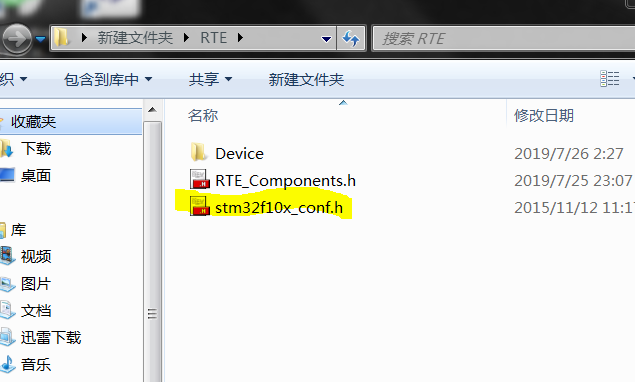 新建文件夹 RTE 搜索 RTE
织 包含到库中 共享 新建文件夹
收藏夹
下载
桌面
库
视频
图片
文档
迅雷下载
音乐
名称 修改日期
Device 2019/7/26 2:27
RTE_Components.h 2019/7/25 23:07
stm32f10x_conf.h 2015/11/12 11:17